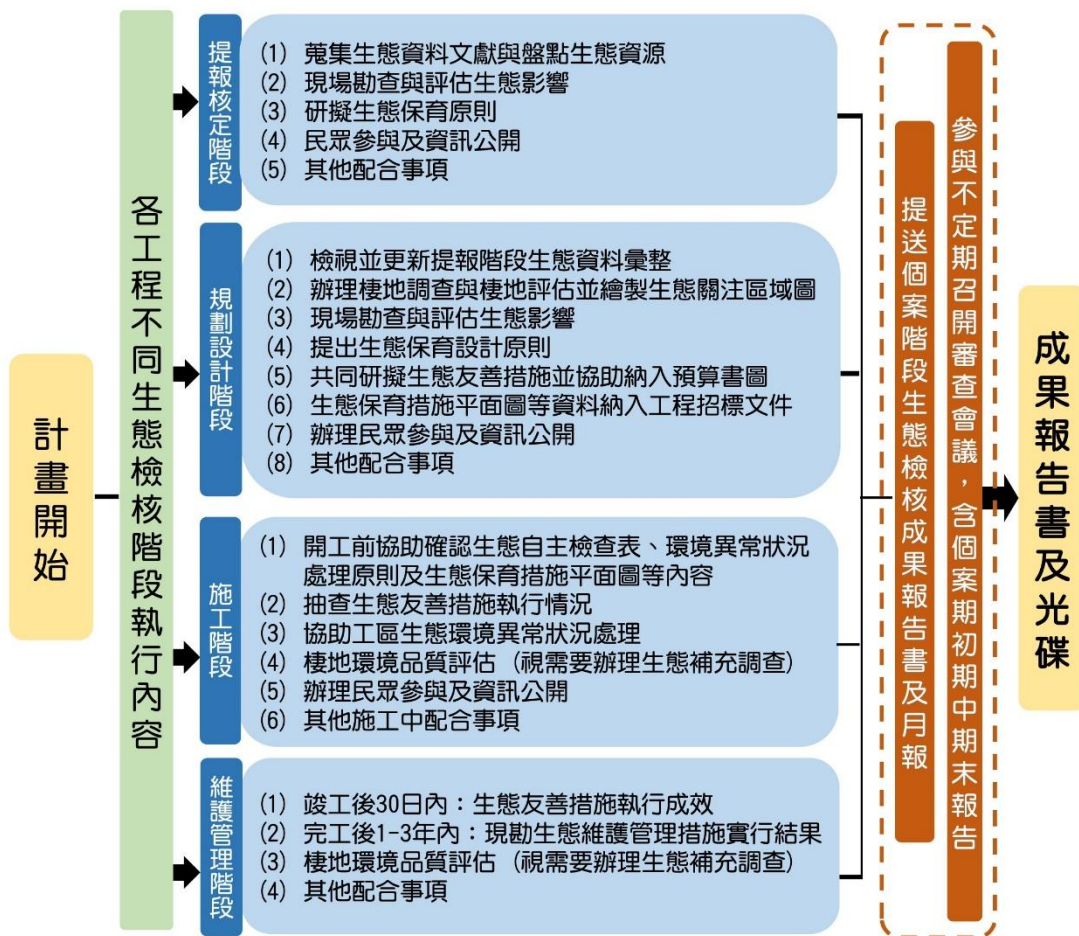 計畫開始
各工程不同生態檢核階段執行內容
提報核定階段
(1) 蒐集生態資料文獻與盤點生態資源
(2) 現場勘查與評估生態影響
(3) 研擬生態保育原則
(4) 民眾參與及資訊公開
(5) 其他配合事項
規劃設計階段
(1) 檢視並更新提報階段生態資料彙整
(2) 辦理棲地調查與棲地評估並繪製生態關注區域圖
(3) 現場勘查與評估生態影響
(4) 提出生態保育設計原則
(5) 共同研擬生態友善措施並協助納入預算書圖
(6) 生態保育措施平面圖等資料納入工程招標文件
(7) 辦理民眾參與及資訊公開
(8) 其他配合事項
施工階段
(1) 開工前協助確認生態自主檢查表、環境異常狀況
處理原則及生態保育措施平面圖等內容
(2) 抽查生態友善措施執行情況
(3) 協助工區生態環境異常狀況處理
(4) 棲地環境品質評估 (視需要辦理生態補充調查)
(5) 辦理民眾參與及資訊公開
(6) 其他施工中配合事項
維護管理階段
(1) 竣工後30日內：生態友善措施執行成效
(2) 完工後1-3年內：現勘生態維護管理措施實行結果
(3) 棲地環境品質評估 (視需要辦理生態補充調查)
(4) 其他配合事項
提送個案階段生態檢核成果報告書及月報
參與不定期召開審查會議，含個案期初期中期末報告
成果報告書及光碟